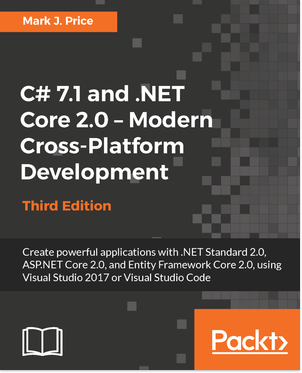 Mark J. Price
C# 7.1 and .NET
Core 2.0 – Modern
Cross-Platform
Development
Third Edition
Create powerful applications with .NET Standard 2.0,
ASP.NET Core 2.0, and Entity Framework Core 2.0, using
Visual Studio 2017 or Visual Studio Code
Packt>